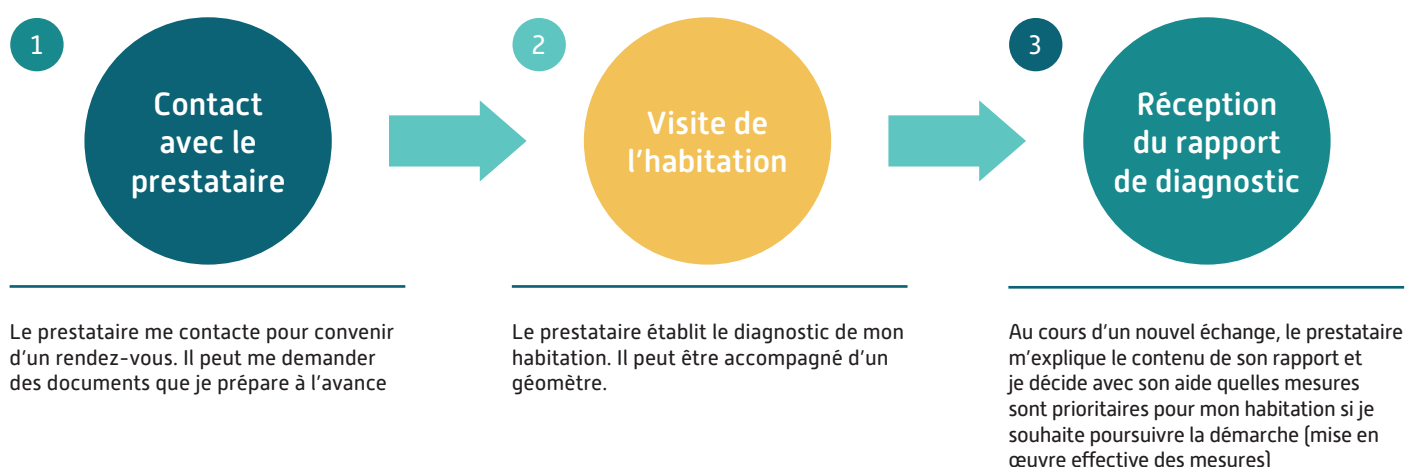 1
Contact
avec le
prestataire
Le prestataire me contacte pour convenir
d'un rendez-vous. Il peut me demander
des documents que je prépare à l'avance
2
Visite de
l'habitation
Le prestataire établit le diagnostic de mon
habitation. Il peut être accompagné d'un
géomètre.
3
Réception
du rapport
de diagnostic
Au cours d'un nouvel échange, le prestataire
m'explique le contenu de son rapport et
je décide avec son aide quelles mesures
sont prioritaires pour mon habitation si je
souhaite poursuivre la démarche (mise en
œuvre effective des mesures)